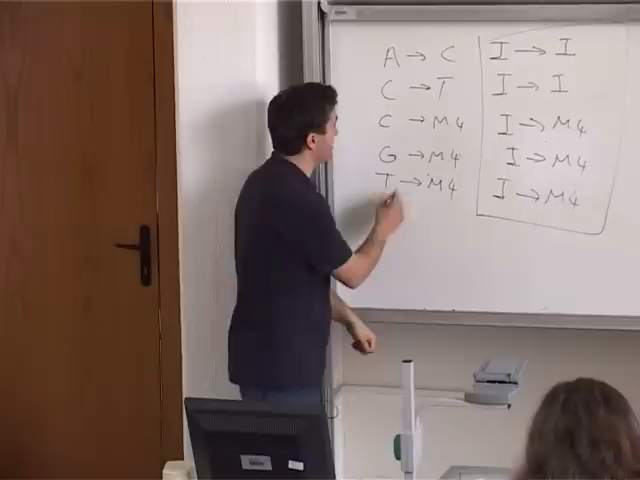 A → C I → I
C → T I → I
C → M4 I → M4
G → M4 I → M4
T → M4 I → M4